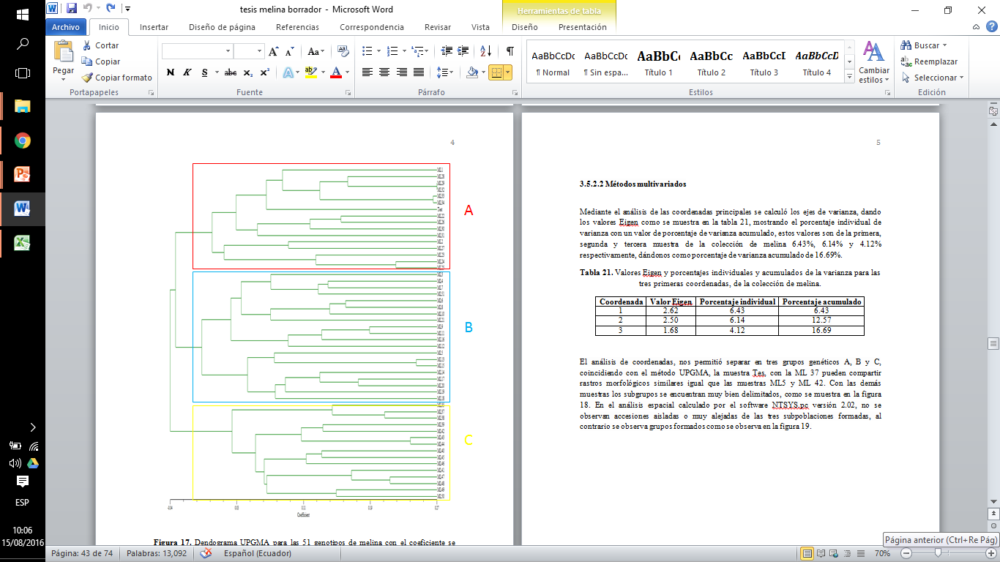 tesis melina borrador - Microsoft Word
Herramientas de tabla
Archivo
Inicio
Insertar
Diseño de página
Referencias
Correspondencia
Revisar
Vista
Diseño
Presentación
Pegar
Cortar
Copiar
Copiar formato
Portapapeles
N K S abc x₂ x² A ab A
Aa
Fuente
Párrafo
AaBbCcDc
¶ Normal
AaBbCcDc
¶ Sin espa...
AaBbC
Título 1
AaBbCc
Título 2
AaBbCcI
Título 3
AaBbCcD
Título 4
Cambiar
estilos
Estilos
Buscar
Reemplazar
Seleccionar
Edición
4
A
B
C
Coefficient
Figura 17. Dendograma UPGMA para las 51 genotipos de melina con el coeficiente se
5
3.5.2.2 Métodos multivariados
Mediante el análisis de las coordenadas principales se calculó los ejes de varianza, dando
los valores Eigen como se muestra en la tabla 21, mostrando el porcentaje individual de
varianza con un valor de porcentaje de varianza acumulado, estos valores son de la primera,
segunda y tercera muestra de la colección de melina 6.43%, 6.14% y 4.12%
respectivamente, dándonos como porcentaje de varianza acumulado de 16.69%.
Tabla 21. Valores Eigen y porcentajes individuales y acumulados de la varianza para las
tres primeras coordenadas, de la colección de melina.
Coordenada Valor Eigen Porcentaje individual Porcentaje acumulado
1 2.62 6.43 6.43
2 2.50 6.14 12.57
3 1.68 4.12 16.69
El análisis de coordenadas, nos permitió separar en tres grupos genéticos A, B y C,
coincidiendo con el método UPGMA, la muestra Tes, con la ML 37 pueden compartir
rastros morfológicos similares igual que las muestras ML5 y ML 42. Con las demás
muestras los subgrupos se encuentran muy bien delimitados, como se muestra en la figura
18. En el análisis espacial calculado por el software NTSYS.pc versión 2.02, no se
observan accesiones aisladas o muy alejadas de las tres subpoblaciones formadas, al
contrario se observa grupos formados como se observa en la figura 19.
ESP
10:06
15/08/2016
Página: 43 de 74
Palabras: 13,092
Español (Ecuador)
70%
Página anterior (Ctrl+Re Pág)